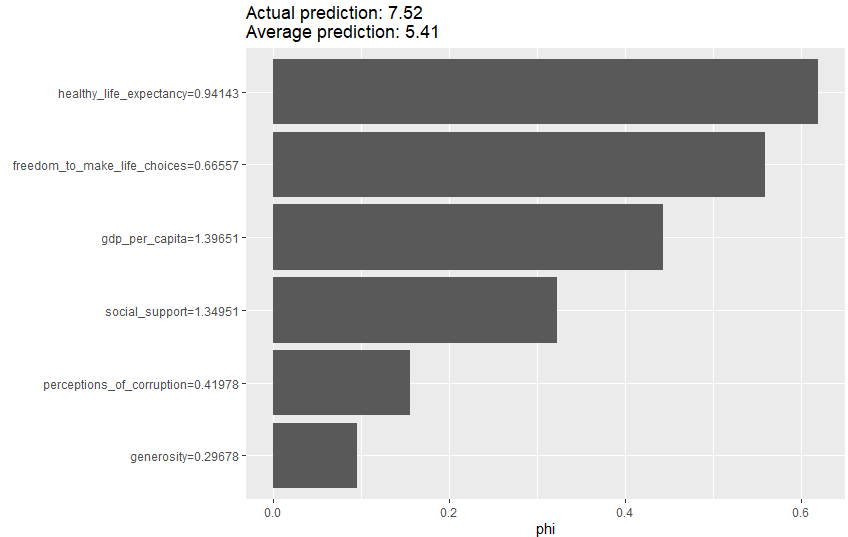 Actual prediction: 7.52
Average prediction: 5.41
healthy_life_expectancy=0.94143
freedom_to_make_life_choices=0.66557
gdp_per_capita=1.39651
social_support=1.34951
perceptions_of_corruption=0.41978
generosity=0.29678
0.0 0.2 0.4 0.6
phi